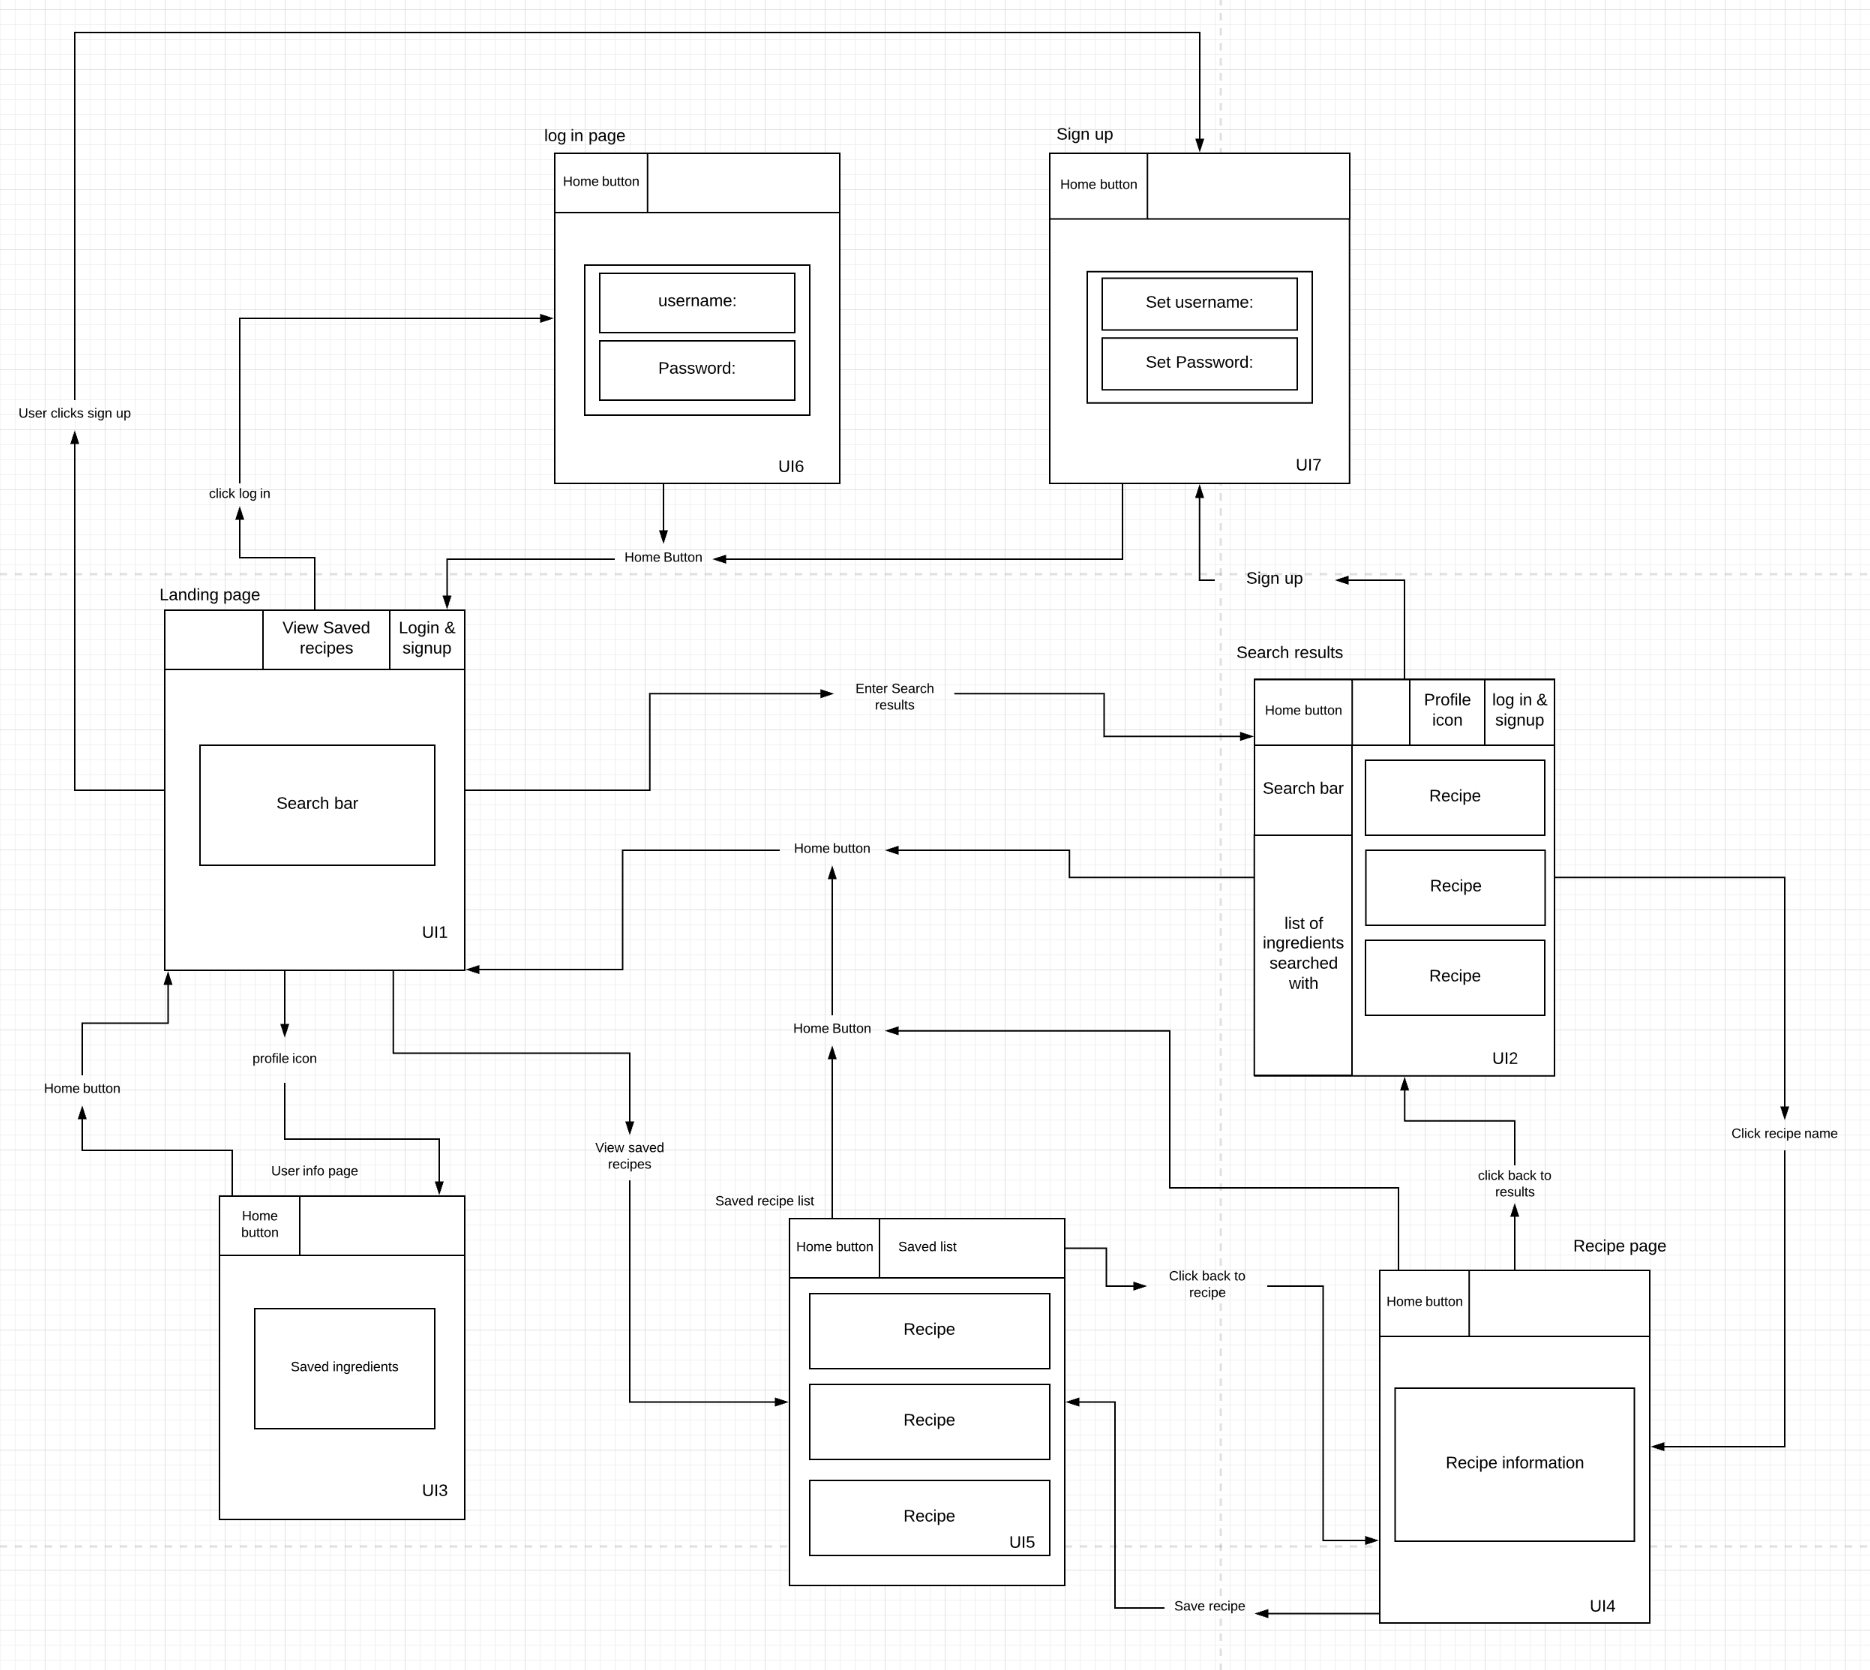 log in page
Sign up
Home button
Home button
username:
Set username:
Password:
Set Password:
User clicks sign up
UI6
UI7
click log in
Home Button
Sign up
Landing page
View Saved
recipes
Login &
signup
Search results
Enter Search
results
Home button
Profile
icon
log in &
signup
Search bar
Search bar
Recipe
Home button
Recipe
UI1
list of
ingredients
searched
with
Recipe
Home Button
profile icon
UI2
Home button
View saved
recipes
Click recipe name
User info page
click back to
results
Saved recipe list
Home
button
Home button
Saved list
Recipe page
Click back to
recipe
Home button
Recipe
Saved ingredients
Recipe
Recipe information
UI3
Recipe
UI5
Save recipe
UI4